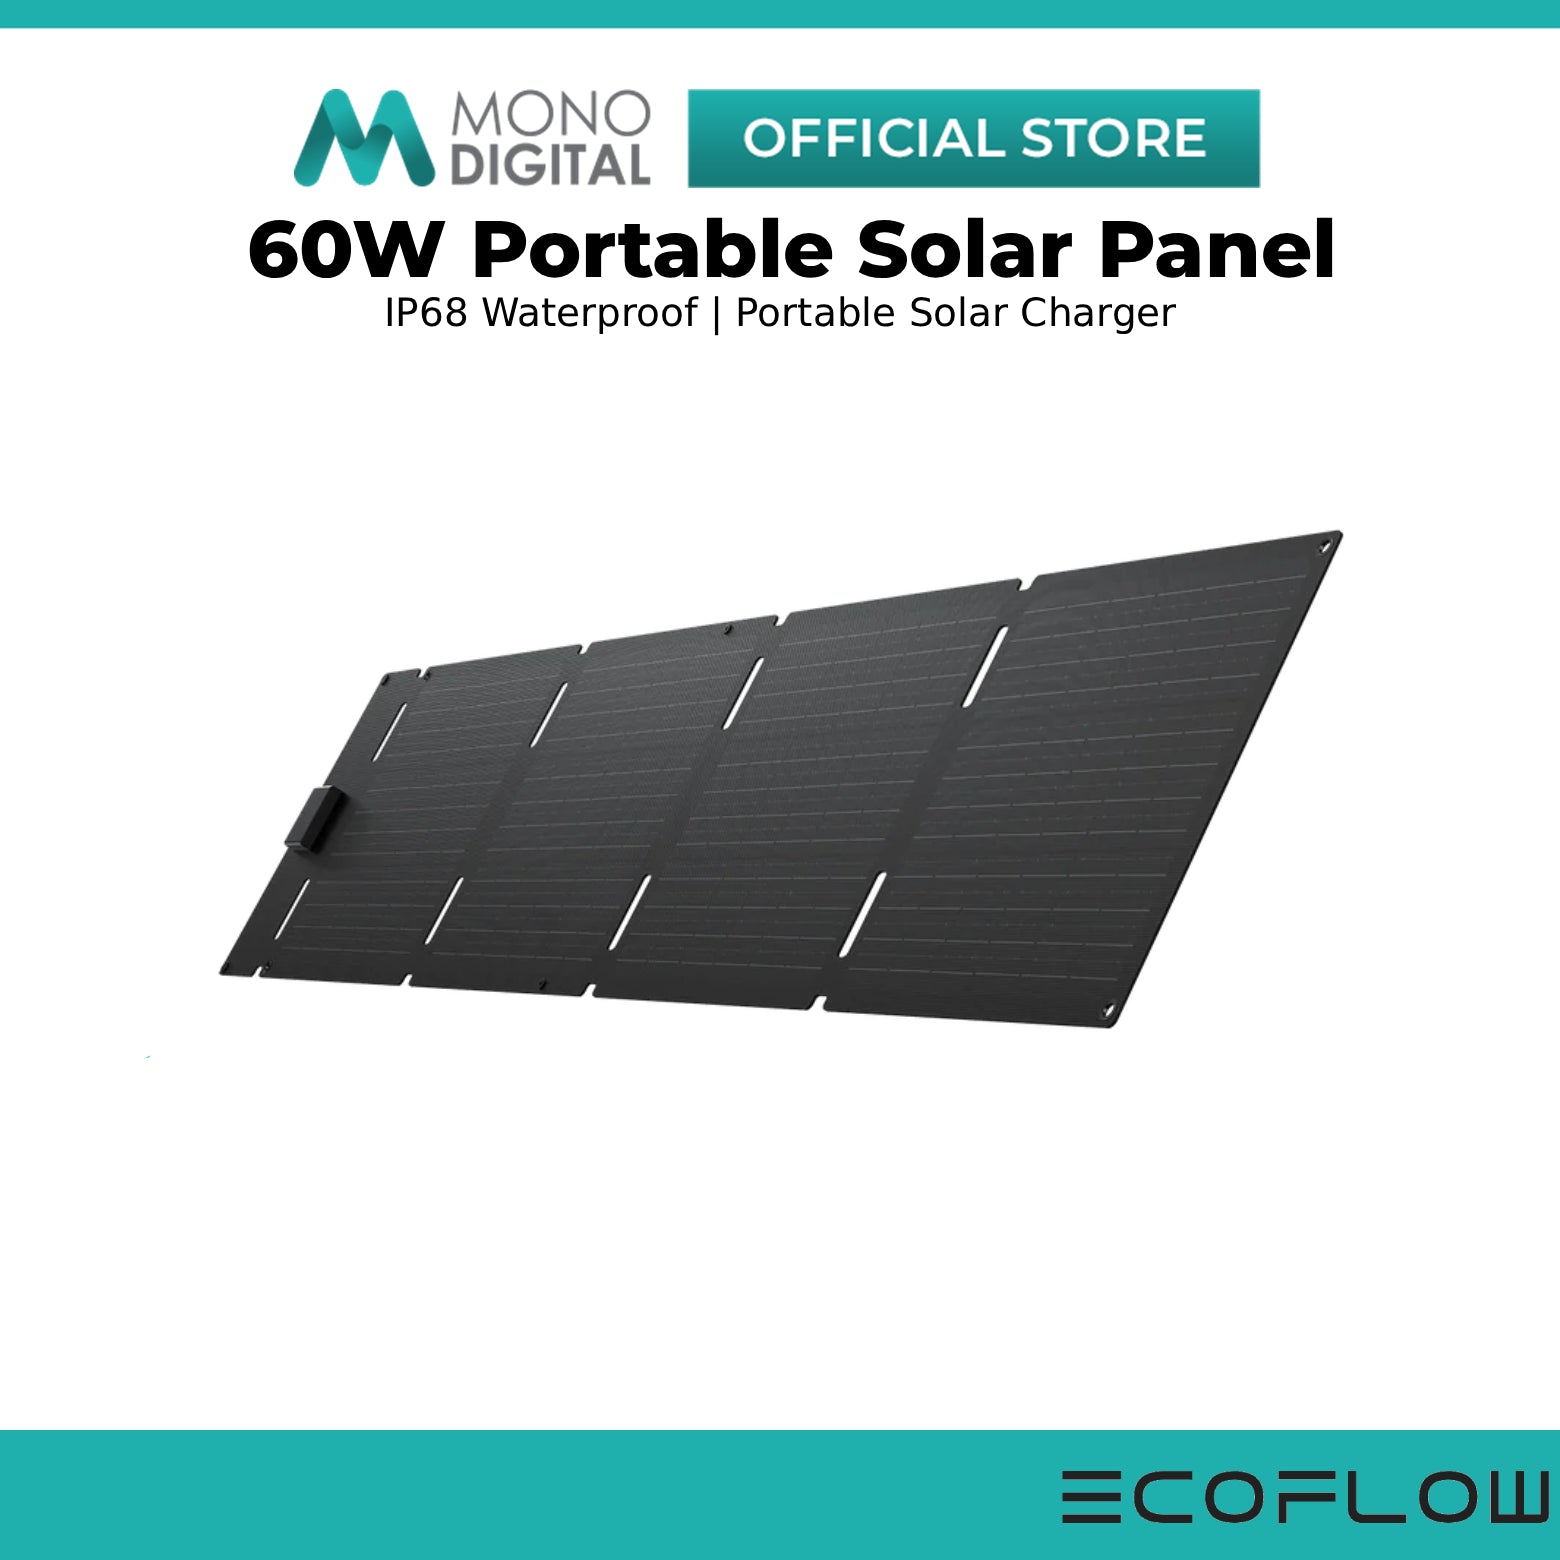 MONO
DIGITAL
OFFICIAL STORE
60W Portable Solar Panel
IP68 Waterproof | Portable Solar Charger
ECOFLOW